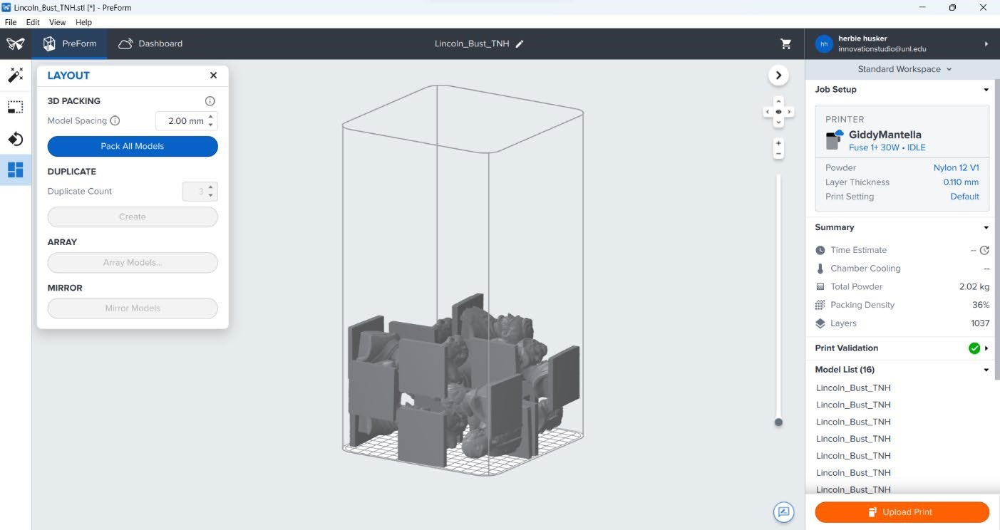 Lincoln_Bust_TNH.stl [*] - PreForm
File Edit View Help
PreForm
Dashboard
Lincoln_Bust_TNH
hh
herbie husker
innovationstudio@unl.edu
Standard Workspace
LAYOUT
3D PACKING
Model Spacing
2.00 mm
Pack All Models
DUPLICATE
Duplicate Count
3
Create
ARRAY
Array Models...
MIRROR
Mirror Models
Job Setup
PRINTER
GiddyMantella
Fuse 1+ 30W • IDLE
Powder Nylon 12 V1
Layer Thickness 0.110 mm
Print Setting Default
Summary
Time Estimate --
Chamber Cooling --
Total Powder 2.02 kg
Packing Density 36%
Layers 1037
Print Validation
Model List (16)
Lincoln_Bust_TNH
Lincoln_Bust_TNH
Lincoln_Bust_TNH
Lincoln_Bust_TNH
Lincoln_Bust_TNH
Lincoln_Bust_TNH
Lincoln_Bust_TNH
Upload Print